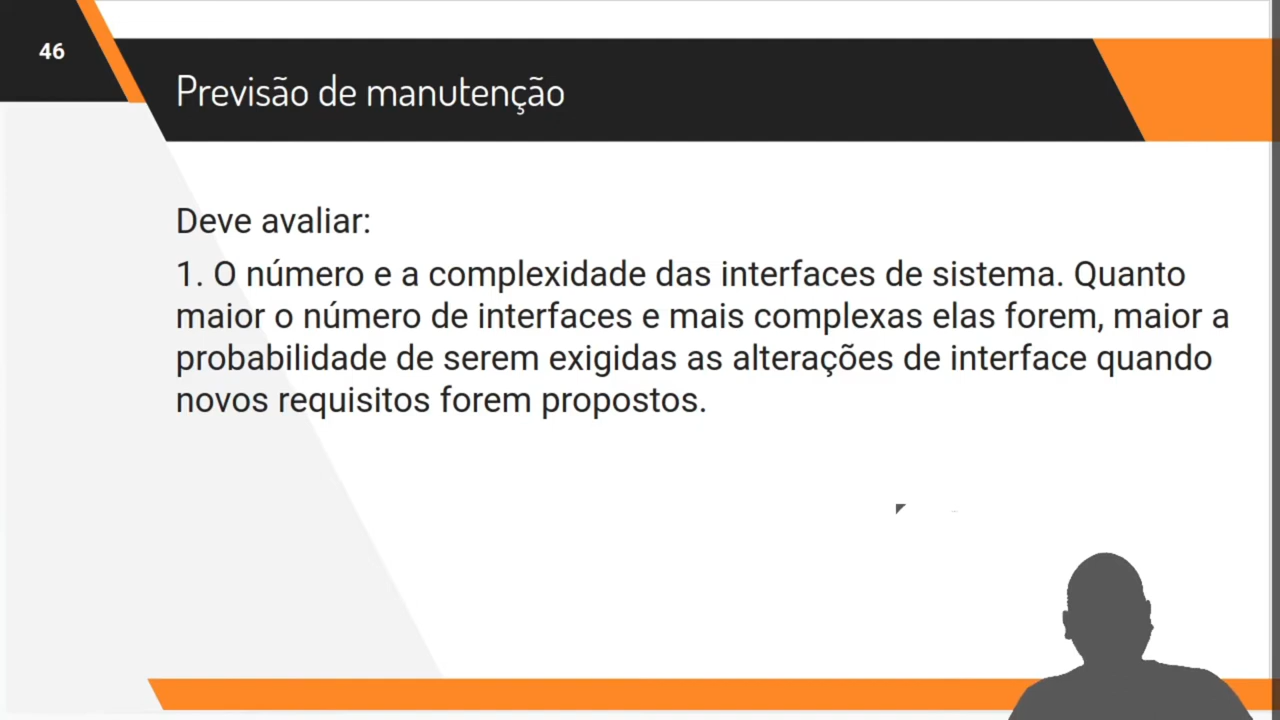 46
Previsão de manutenção
Deve avaliar:
1. O número e a complexidade das interfaces de sistema. Quanto
maior o número de interfaces e mais complexas elas forem, maior a
probabilidade de serem exigidas as alterações de interface quando
novos requisitos forem propostos.